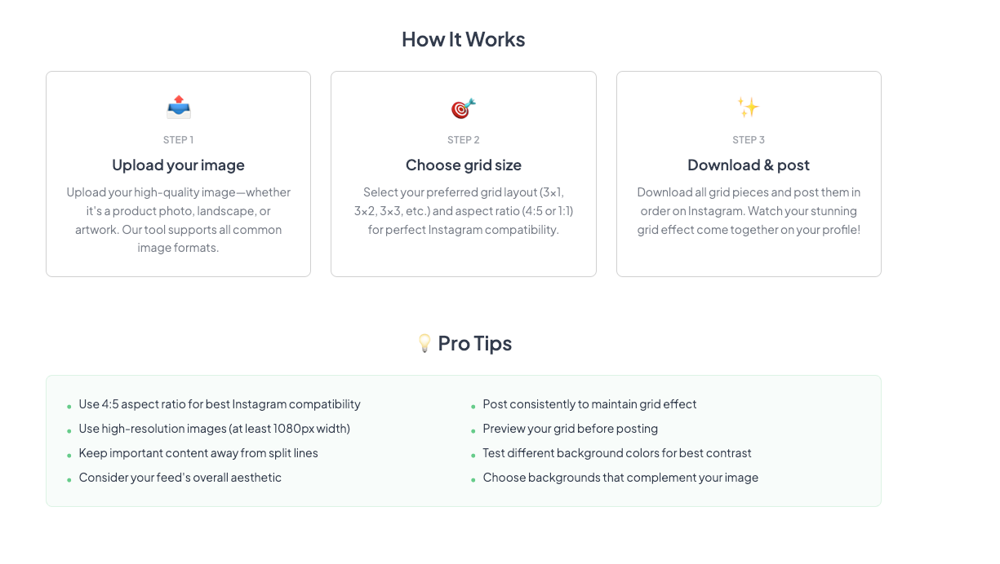 How It Works
STEP 1
Upload your image
Upload your high-quality image—whether
it's a product photo, landscape, or
artwork. Our tool supports all common
image formats.
STEP 2
Choose grid size
Select your preferred grid layout (3×1,
3×2, 3×3, etc.) and aspect ratio (4:5 or 1:1)
for perfect Instagram compatibility.
STEP 3
Download & post
Download all grid pieces and post them in
order on Instagram. Watch your stunning
grid effect come together on your profile!
💡 Pro Tips
Use 4:5 aspect ratio for best Instagram compatibility
Use high-resolution images (at least 1080px width)
Keep important content away from split lines
Consider your feed's overall aesthetic
Post consistently to maintain grid effect
Preview your grid before posting
Test different background colors for best contrast
Choose backgrounds that complement your image